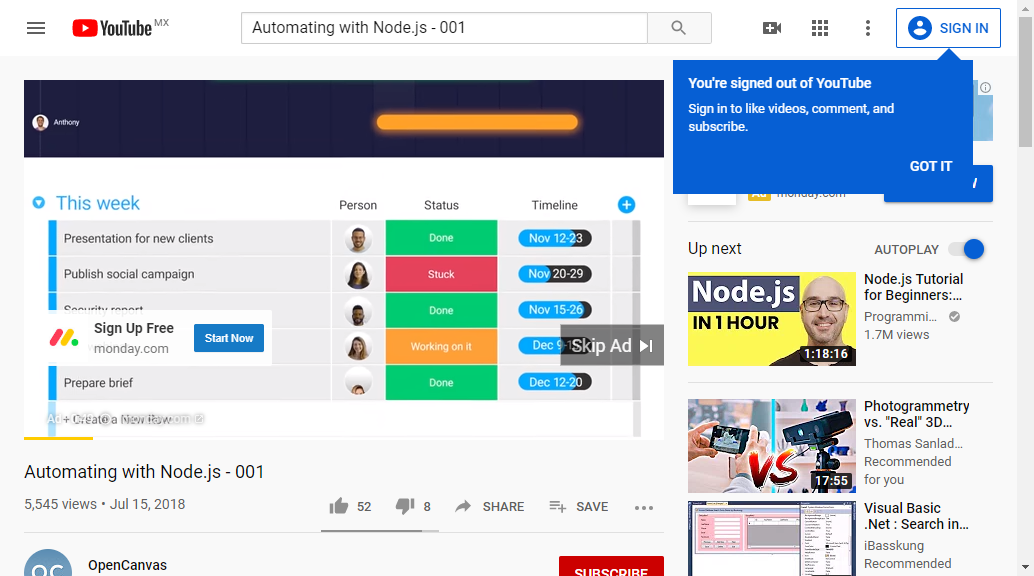 YouTube MX
Automating with Node.js - 001
SIGN IN
You're signed out of YouTube
Sign in to like videos, comment, and
subscribe.
GOT IT
Anthony
This week
Person
Status
Timeline
Presentation for new clients
Done
Nov 12-23
Publish social campaign
Stuck
Nov 20-29
Security report
Done
Nov 15-26
Working on it
Dec 9-1
Sign Up Free
monday.com
Start Now
Skip Ad
Prepare brief
Done
Dec 12-20
+ Create a New Row
Ad
monday.com
Up next
AUTOPLAY
Node.js
IN 1 HOUR
1:18:16
Node.js Tutorial
for Beginners:...
Programmi...
1.7M views
VS
17:55
Photogrammetry
vs. "Real" 3D...
Thomas Sanlad...
Recommended
for you
Visual Basic
.Net : Search in...
iBasskung
Recommended
Automating with Node.js - 001
5,545 views • Jul 15, 2018
52
8
SHARE
SAVE
OC
OpenCanvas
SUBSCRIBE